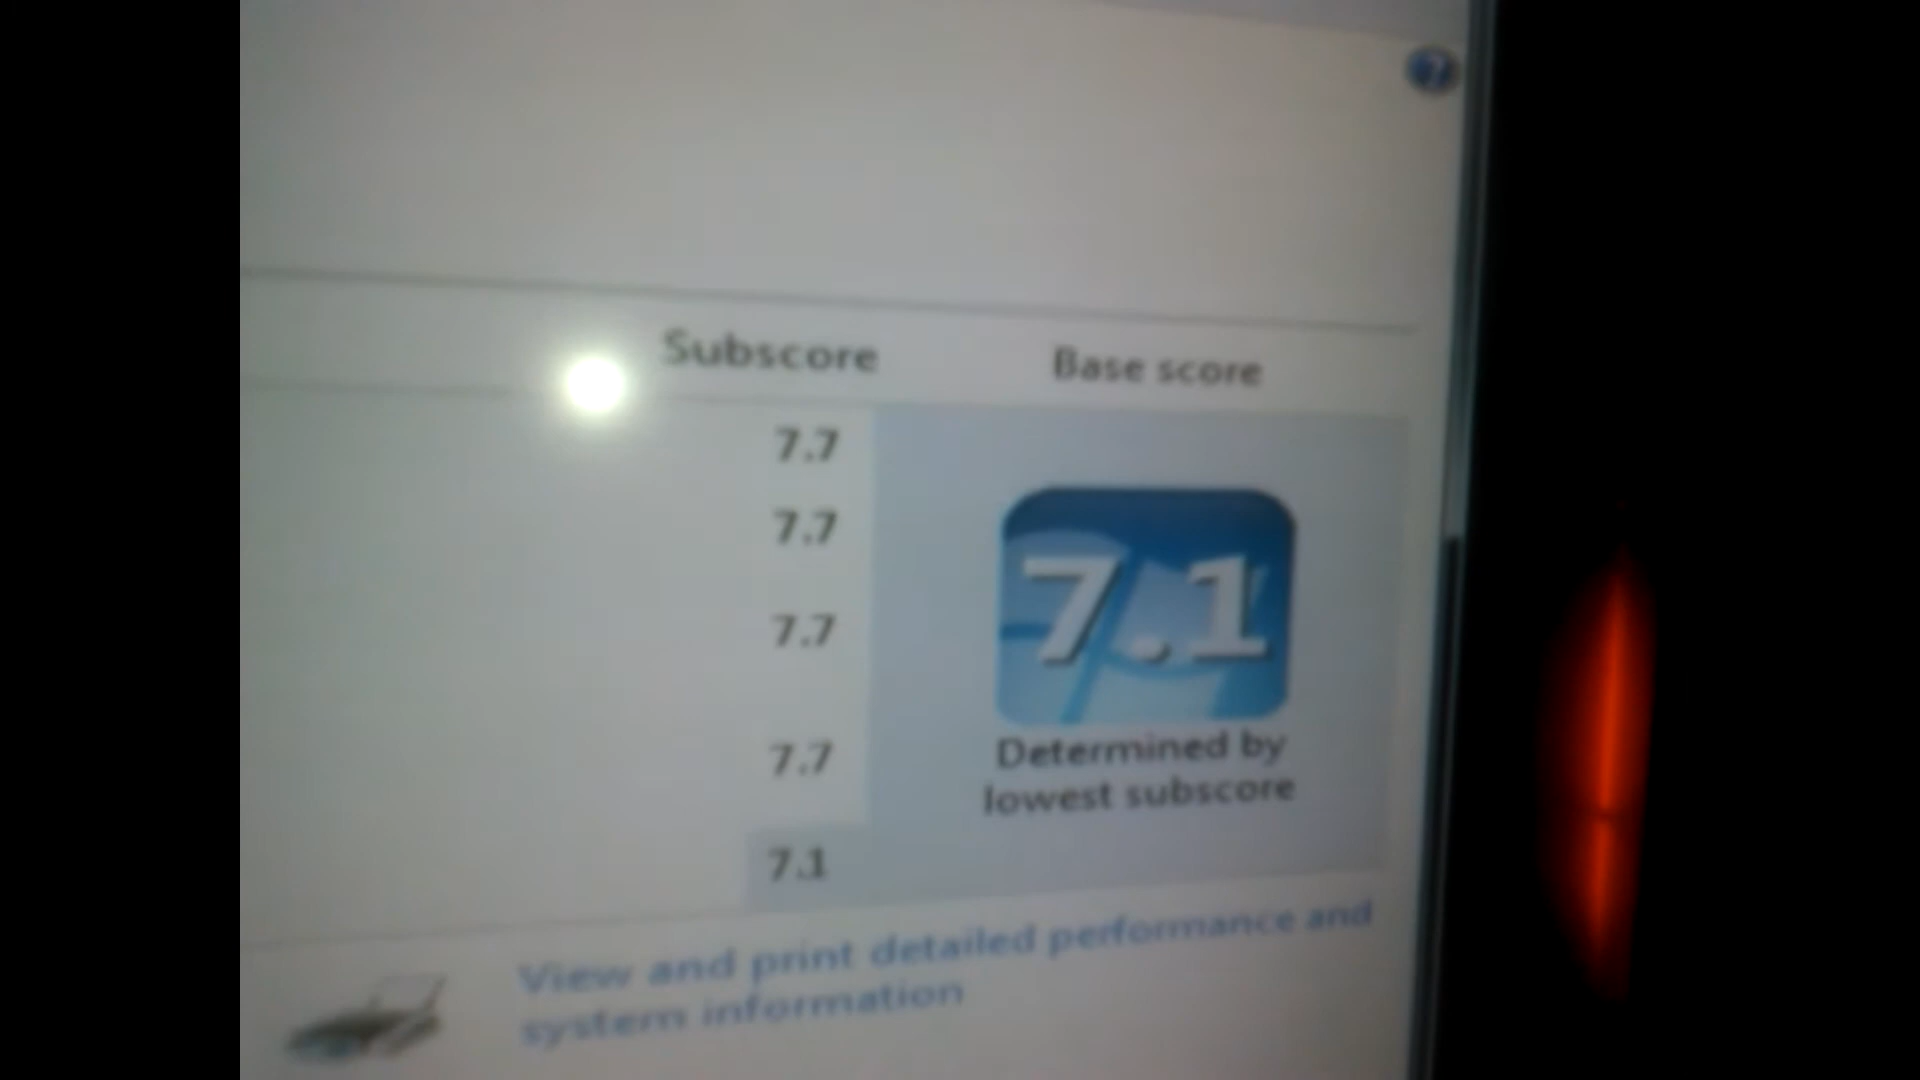 ?
Subscore Base score
7.7
7.7
7.1
7.7
7.7
Determined by
lowest subscore
7.1
View and print detailed performance and
system information